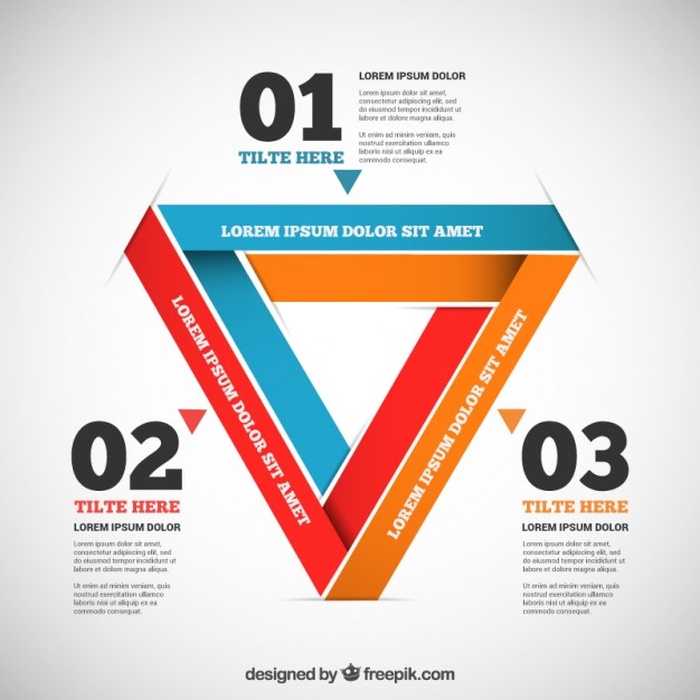 01
TILTE HERE
LOREM IPSUM DOLOR
Lorem ipsum dolor sit amet,
consectetur adipiscing elit, sed
do eiusmod tempor incididunt ut
labore et dolore magna aliqua.
Ut enim ad minim veniam, quis
nostrud exercitation ullamco
laboris nisi ut aliquip ex ea
commodo consequat.
LOREM IPSUM DOLOR SIT AMET
LOREM IPSUM DOLOR SIT AMET
LOREM IPSUM DOLOR SIT AMET
02
TILTE HERE
LOREM IPSUM DOLOR
Lorem ipsum dolor sit amet,
consectetur adipiscing elit, sed
do eiusmod tempor incididunt ut
labore et dolore magna aliqua.
Ut enim ad minim veniam, quis
nostrud exercitation ullamco
laboris nisi ut aliquip ex ea
commodo consequat.
03
TILTE HERE
LOREM IPSUM DOLOR
Lorem ipsum dolor sit amet,
consectetur adipiscing elit, sed
do eiusmod tempor incididunt ut
labore et dolore magna aliqua.
Ut enim ad minim veniam, quis
nostrud exercitation ullamco
laboris nisi ut aliquip ex ea
commodo consequat.
designed by freepik.com